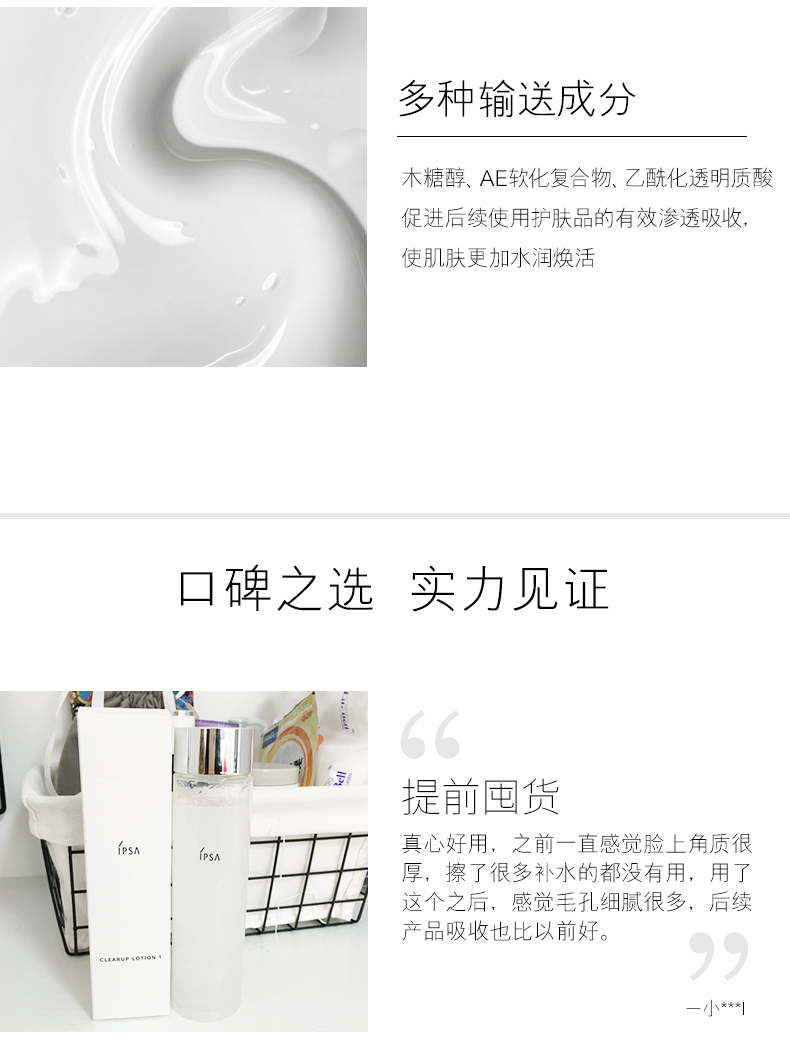 多种输送成分
木糖醇、AE软化复合物、乙酰化透明质酸
促进后续使用护肤品的有效渗透吸收，
使肌肤更加水润焕活
口碑之选 实力见证
“
提前囤货
真心好用，之前一直感觉脸上角质很
厚，擦了很多补水的都没有用，用了
这个之后，感觉毛孔细腻很多，后续
产品吸收也比以前好。
”
—小***l
IPSA
IPSA
CLEARUP LOTION 1